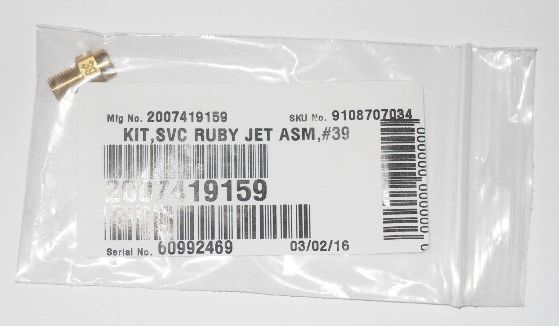 Mfg No. 2007419159 SKU No. 9108707034
KIT,SVC RUBY JET ASM,#39
2007419159
Serial No. 60992469 03/02/16